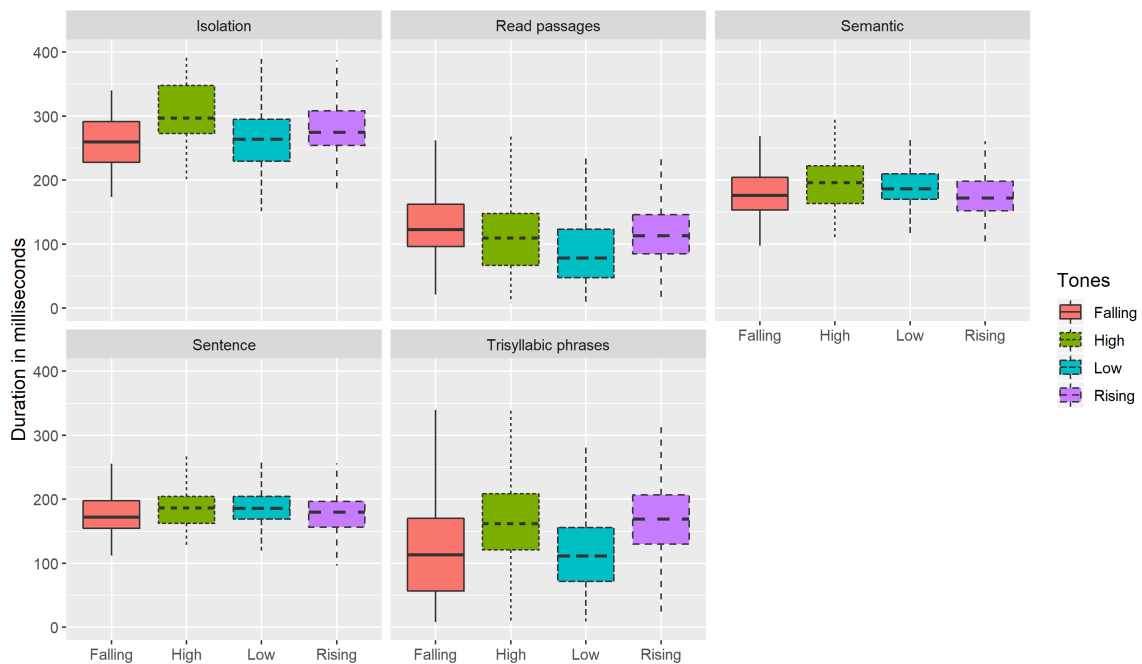 Isolation
Read passages
Semantic
400
300
200
100
0
Falling High Low Rising
Sentence
Trisyllabic phrases
400
300
200
100
0
Falling High Low Rising
Falling High Low Rising
Duration in milliseconds
Tones
Falling
High
Low
Rising